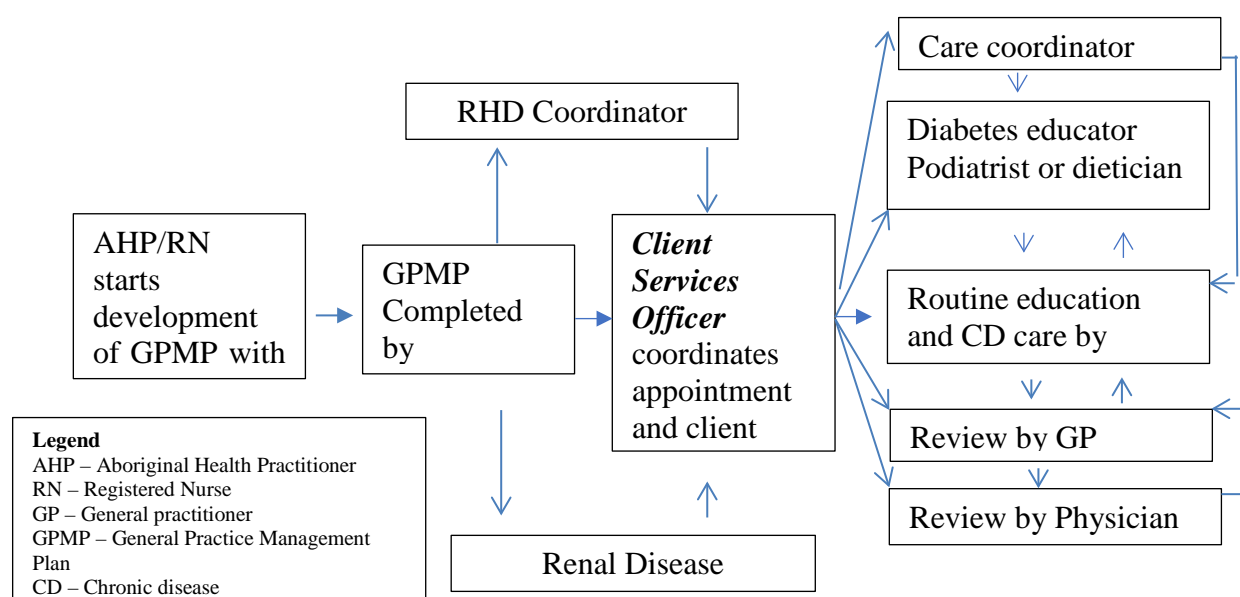 Care coordinator
RHD Coordinator
Diabetes educator
Podiatrist or dietician
AHP/RN
starts
development
of GPMP with
GPMP
Completed
by
Client
Services
Officer
coordinates
appointment
and client
Routine education
and CD care by
Review by GP
Review by Physician
Renal Disease
Legend
AHP – Aboriginal Health Practitioner
RN – Registered Nurse
GP – General practitioner
GPMP – General Practice Management
Plan
CD – Chronic disease